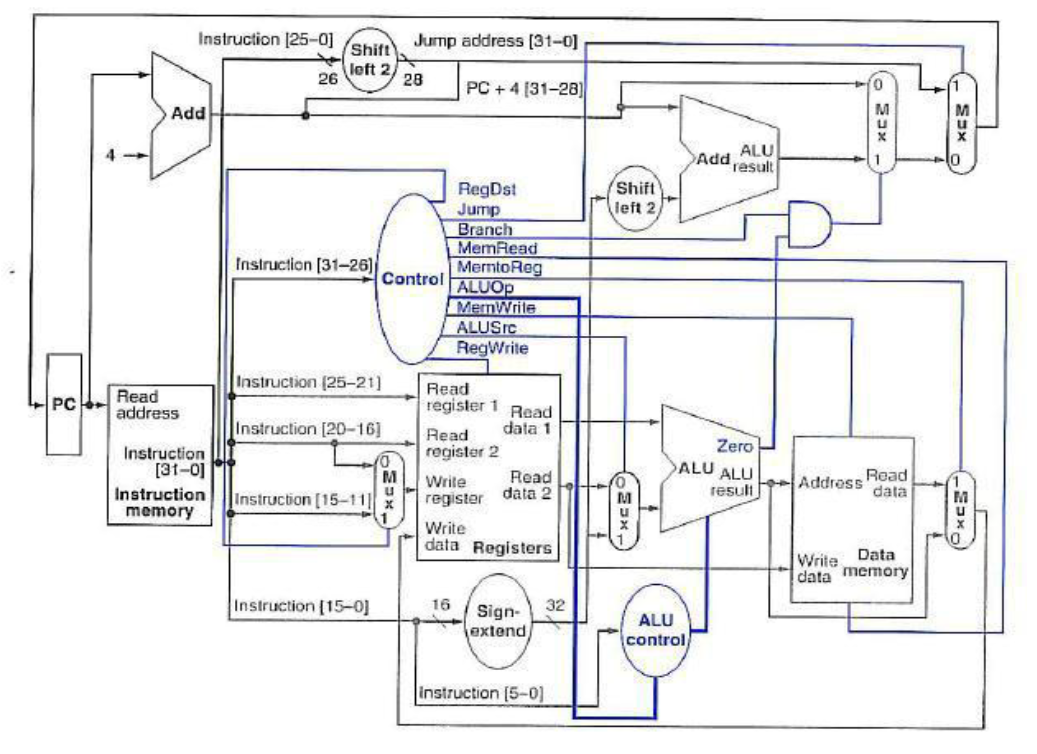 Instruction [25–0]
Shift
left 2
Jump address [31–0]
26
28
PC + 4 [31–28]
Add
4
0
M
u
x
1
1
M
u
x
0
Add
ALU
result
Shift
left 2
RegDst
Jump
Branch
MemRead
MemtoReg
ALUOp
MemWrite
ALUSrc
RegWrite
Control
Instruction [31–26]
PC
Read
address
Instruction
[31–0]
Instruction
memory
Instruction [25–21]
Instruction [20–16]
Instruction [15–11]
0
M
u
x
1
Read
register 1
Read
register 2
Write
register
Write
data
Read
data 1
Read
data 2
Registers
0
M
u
x
1
Zero
ALU
ALU
result
Address
Read
data
Write
data
Data
memory
1
M
u
x
0
Instruction [15–0]
16
Sign-
extend
32
ALU
control
Instruction [5–0]